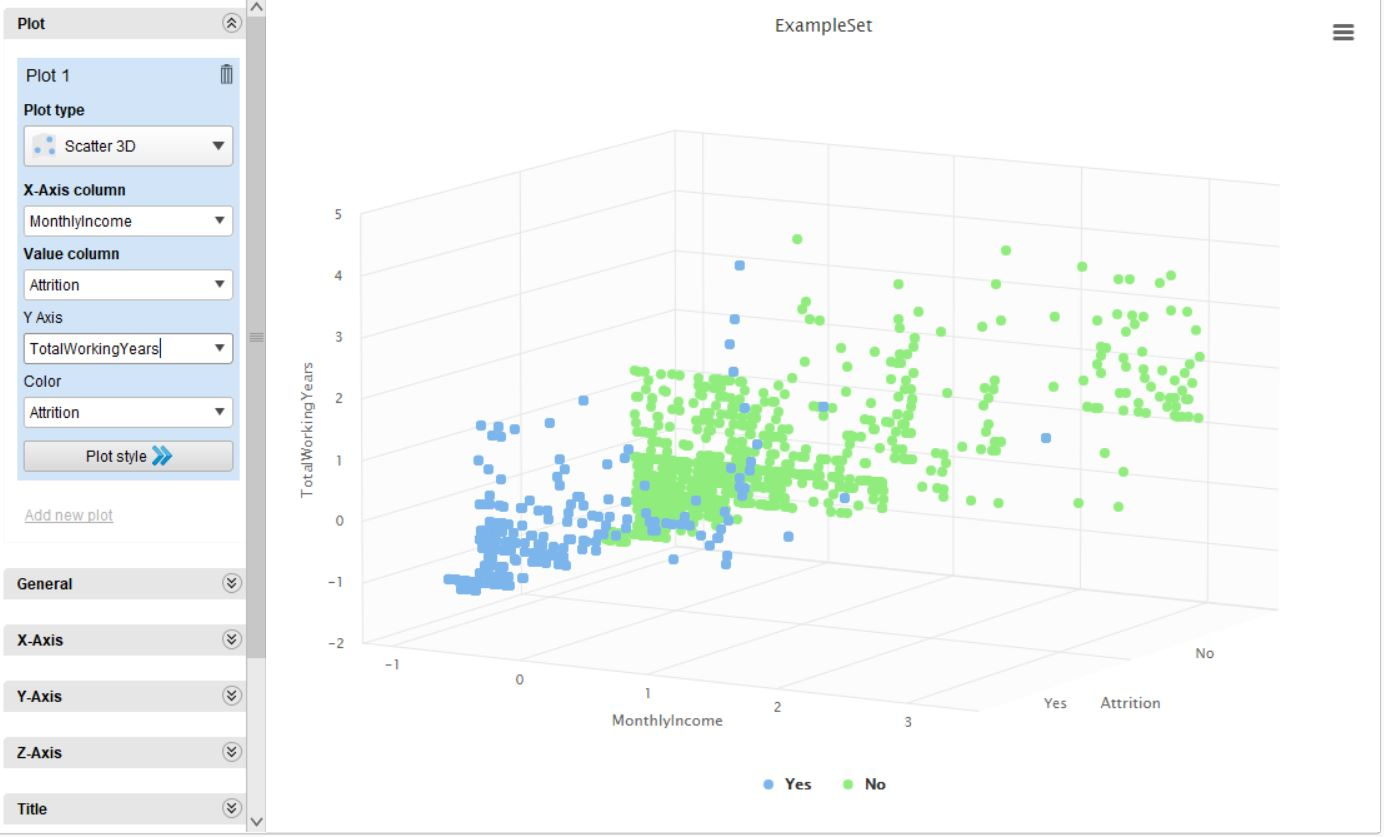 Plot
Plot 1
Plot type
Scatter 3D
X-Axis column
MonthlyIncome
Value column
Attrition
Y Axis
TotalWorkingYears
Color
Attrition
Plot style
Add new plot
General
X-Axis
Y-Axis
Z-Axis
Title
ExampleSet
5
4
3
2
1
0
-1
-2
TotalWorkingYears
-1
0
1
2
3
MonthlyIncome
Yes
No
Attrition
Yes
No